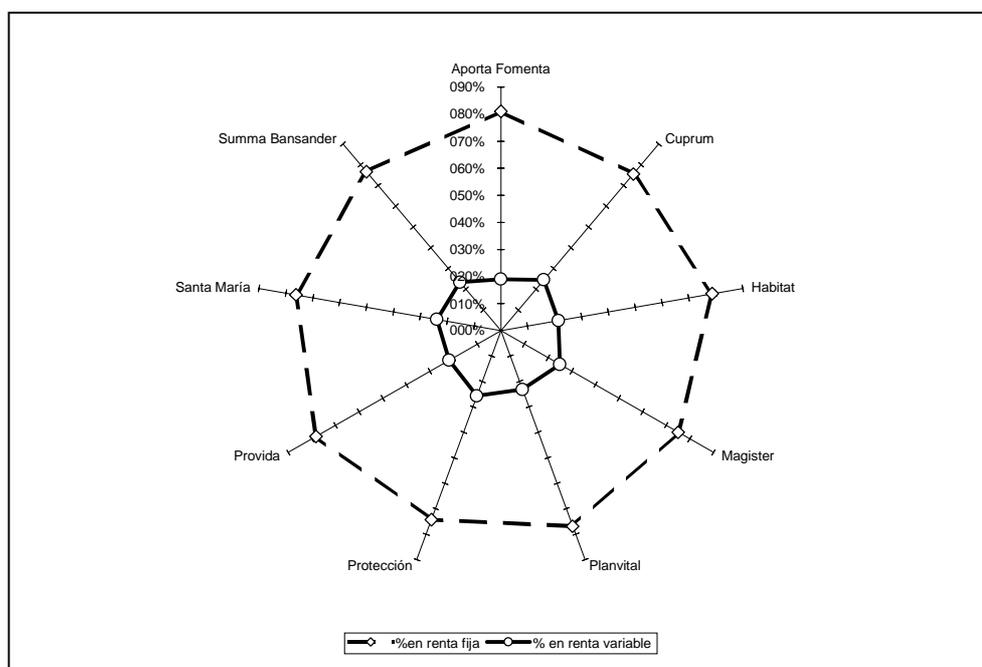 Aporta Fomenta
090%
080%
070%
060%
050%
040%
030%
020%
010%
000%
Cuprum
Habitat
Magister
Planvital
Protección
Provida
Santa María
Summa Bansander
%en renta fija % en renta variable